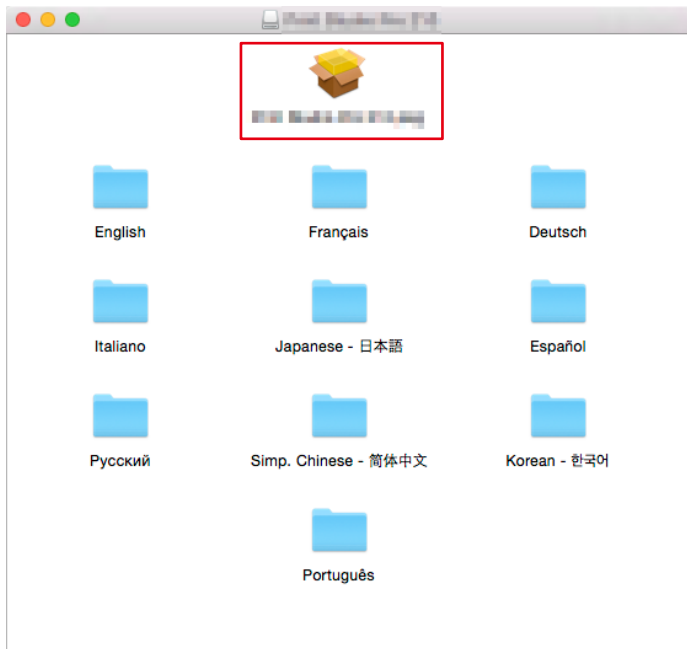 English
Français
Deutsch
Italiano
Japanese - 日本語
Español
Русский
Simp. Chinese - 简体中文
Korean - 한국어
Português